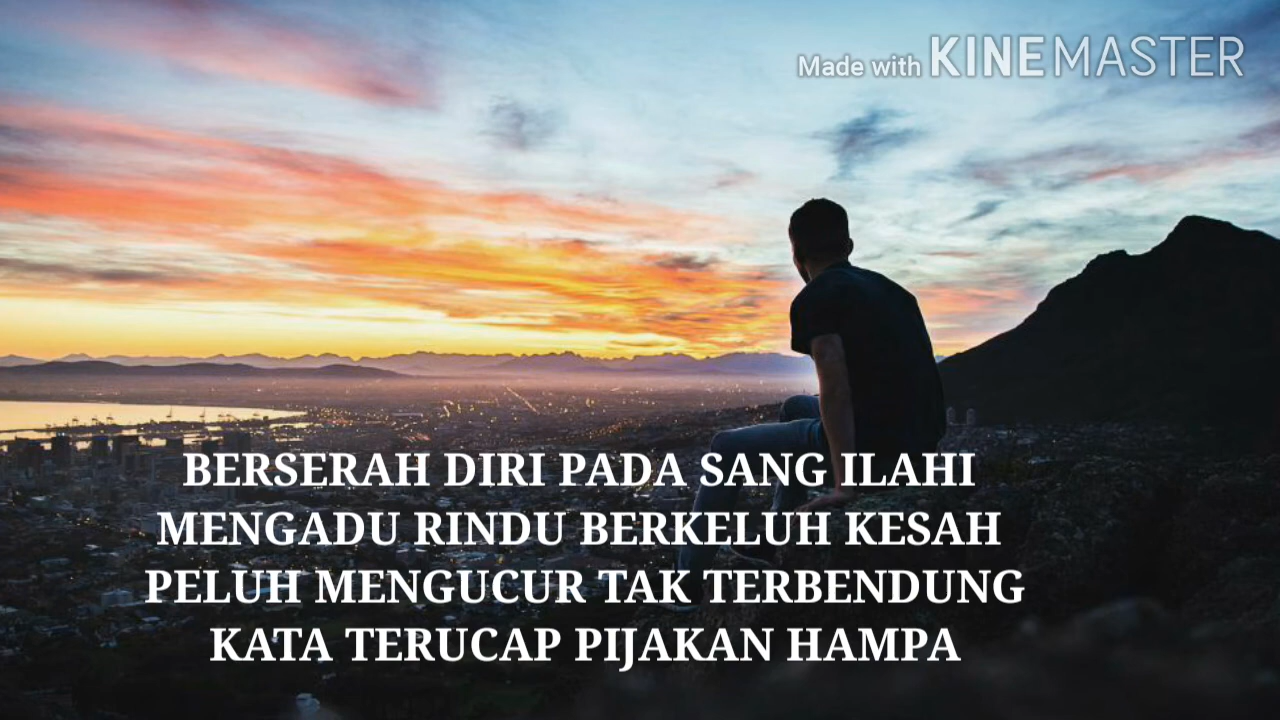 Made with KINEMASTER
BERSERAH DIRI PADA SANG ILAHI
MENGADU RINDU BERKELUH KESAH
PELUH MENGUCUR TAK TERBENDUNG
KATA TERUCAP PIJAKAN HAMPA